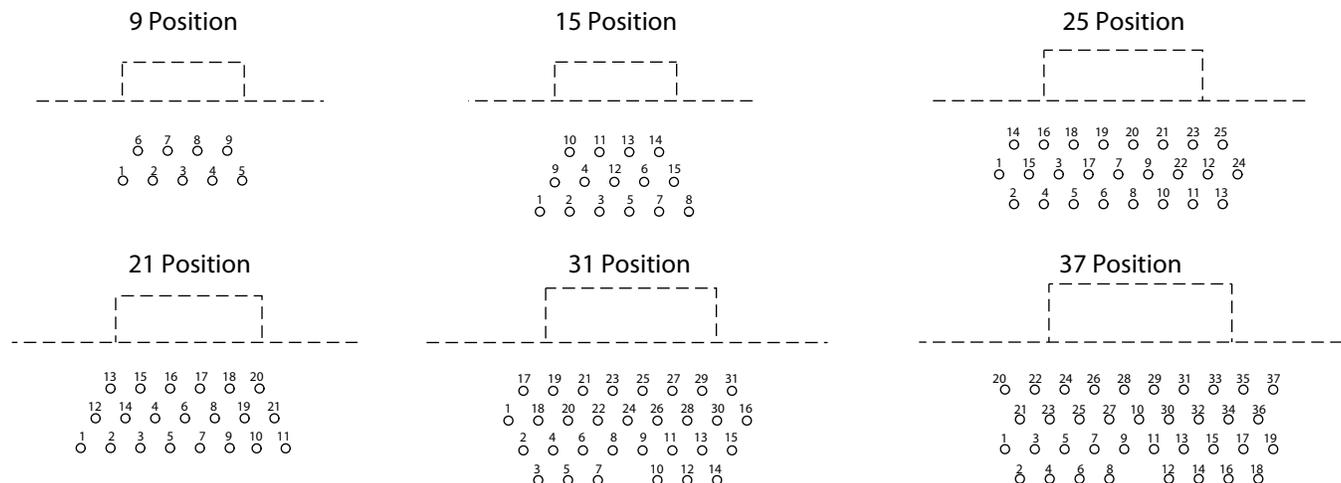 9 Position
6 7 8 9
1 2 3 4 5
15 Position
10 11 13 14
9 4 12 6 15
1 2 3 5 7 8
25 Position
14 16 18 19 20 21 23 25
1 15 3 17 7 9 22 12 24
2 4 5 6 8 10 11 13
21 Position
13 15 16 17 18 20
12 14 4 6 8 19 21
1 2 3 5 7 9 10 11
31 Position
17 19 21 23 25 27 29 31
1 18 20 22 24 26 28 30 16
2 4 6 8 9 11 13 15
3 5 7 10 12 14
37 Position
20 22 24 26 28 29 31 33 35 37
21 23 25 27 10 30 32 34 36
1 3 5 7 9 11 13 15 17 19
2 4 6 8 12 14 16 18